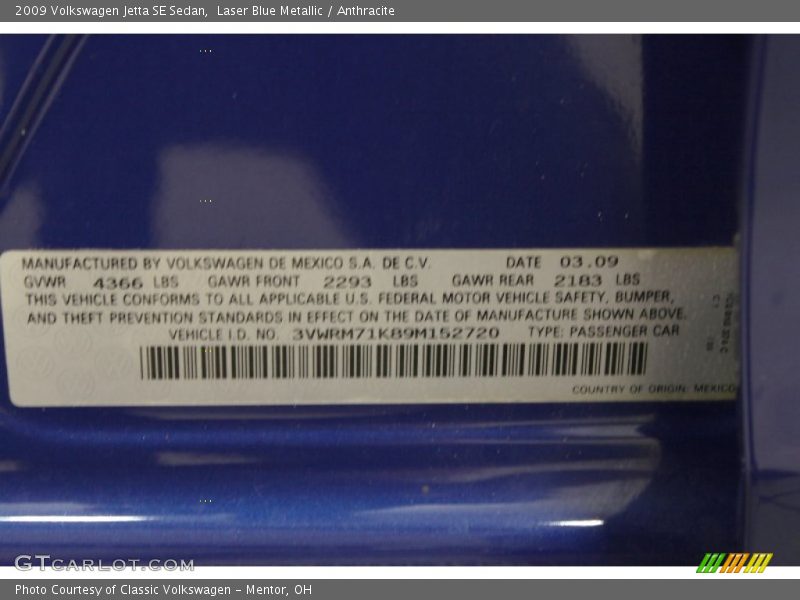 2009 Volkswagen Jetta SE Sedan,  Laser Blue Metallic / Anthracite
MANUFACTURED BY VOLKSWAGEN DE MEXICO S.A. DE C.V. DATE 03.09
GVWR 4366 LBS GAWR FRONT 2293 LBS GAWR REAR 2183 LBS
THIS VEHICLE CONFORMS TO ALL APPLICABLE U.S. FEDERAL MOTOR VEHICLE SAFETY, BUMPER,
AND THEFT PREVENTION STANDARDS IN EFFECT ON THE DATE OF MANUFACTURE SHOWN ABOVE.
VEHICLE I.D. NO. 3VWRM71K89M152720 TYPE: PASSENGER CAR
COUNTRY OF ORIGIN: MEXICO
GTCARLOT.COM
Photo Courtesy of Classic Volkswagen - Mentor, OH